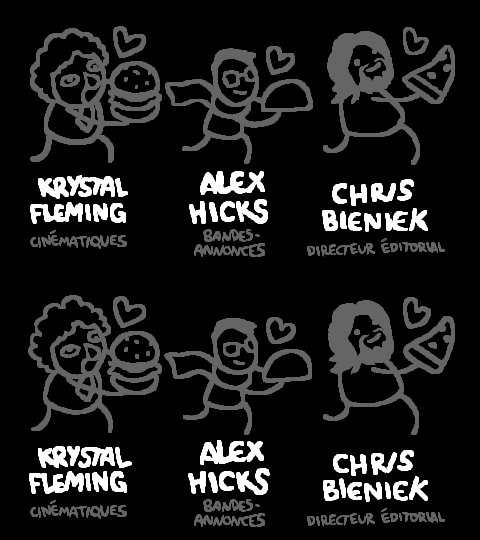 KRYSTAL
FLEMING
CINÉMATIQUES
ALEX
HICKS
BANDES-
ANNONCES
CHRIS
BIENIEK
DIRECTEUR ÉDITORIAL
KRYSTAL
FLEMING
CINÉMATIQUES
ALEX
HICKS
BANDES-
ANNONCES
CHRIS
BIENIEK
DIRECTEUR ÉDITORIAL